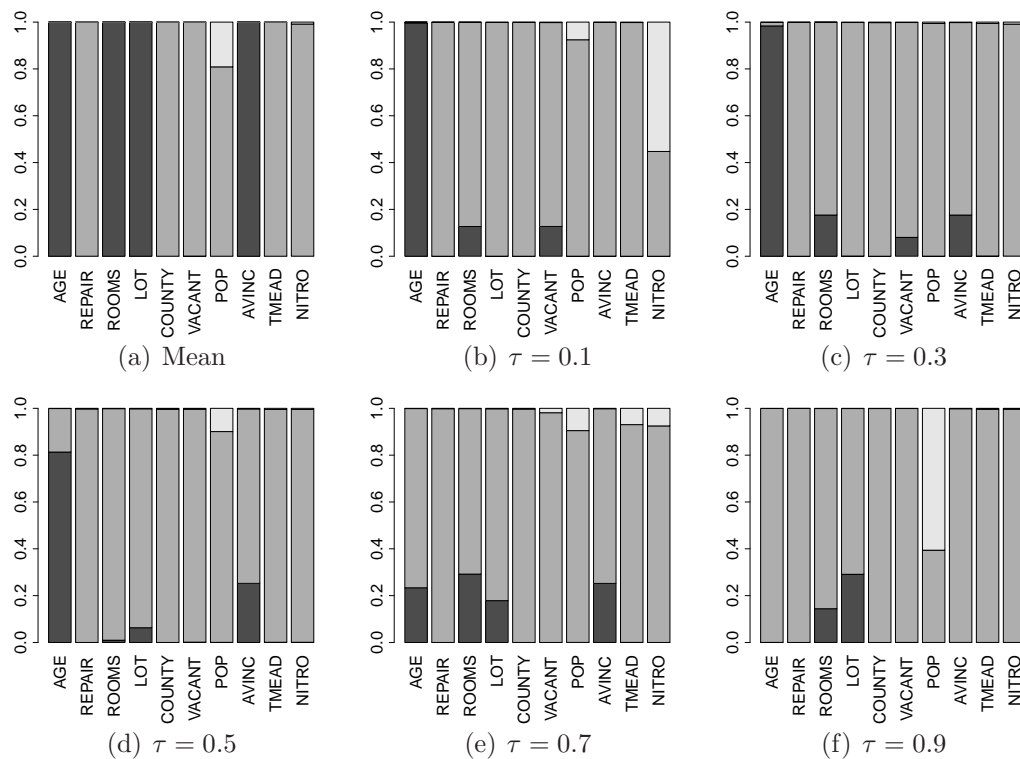 0.0 0.2 0.4 0.6 0.8 1.0
AGE
REPAIR
ROOMS
LOT
COUNTY
VACANT
POP
AVINC
TMEAD
NITRO
(a) Mean
0.0 0.2 0.4 0.6 0.8 1.0
AGE
REPAIR
ROOMS
LOT
COUNTY
VACANT
POP
AVINC
TMEAD
NITRO
(b) τ = 0.1
0.0 0.2 0.4 0.6 0.8 1.0
AGE
REPAIR
ROOMS
LOT
COUNTY
VACANT
POP
AVINC
TMEAD
NITRO
(c) τ = 0.3
0.0 0.2 0.4 0.6 0.8 1.0
AGE
REPAIR
ROOMS
LOT
COUNTY
VACANT
POP
AVINC
TMEAD
NITRO
(d) τ = 0.5
0.0 0.2 0.4 0.6 0.8 1.0
AGE
REPAIR
ROOMS
LOT
COUNTY
VACANT
POP
AVINC
TMEAD
NITRO
(e) τ = 0.7
0.0 0.2 0.4 0.6 0.8 1.0
AGE
REPAIR
ROOMS
LOT
COUNTY
VACANT
POP
AVINC
TMEAD
NITRO
(f) τ = 0.9